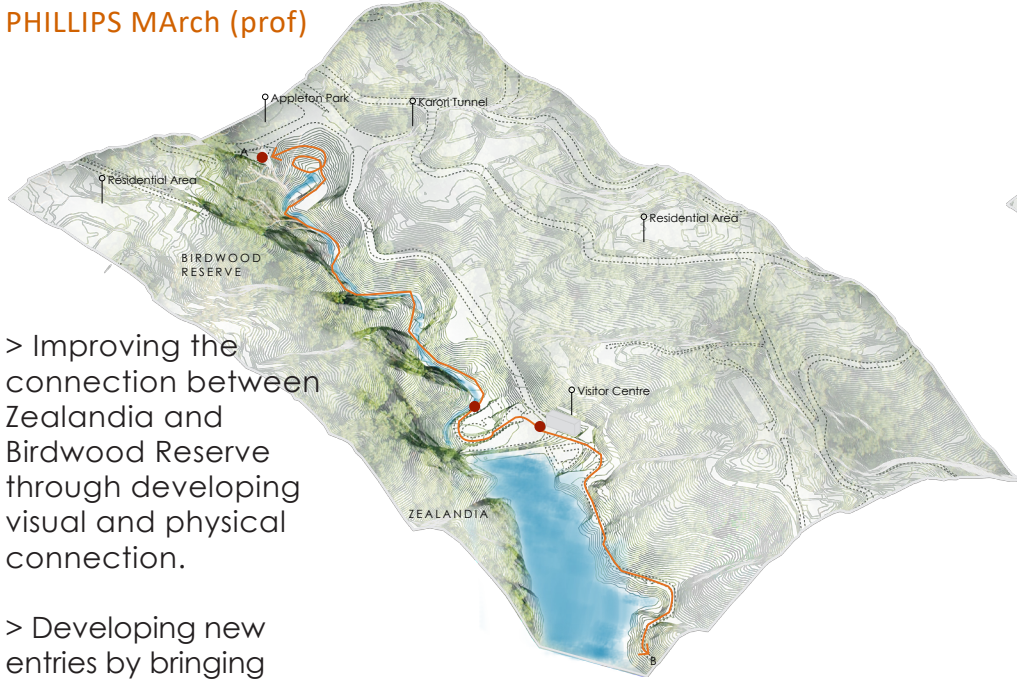 PHILLIPS MArch (prof)
Appleton Park
Karori Tunnel
A
Residential Area
Residential Area
BIRDWOOD
RESERVE
> Improving the
connection between
Zealandia and
Birdwood Reserve
through developing
visual and physical
connection.
Visitor Centre
ZEALANDIA
> Developing new
entries by bringing
B